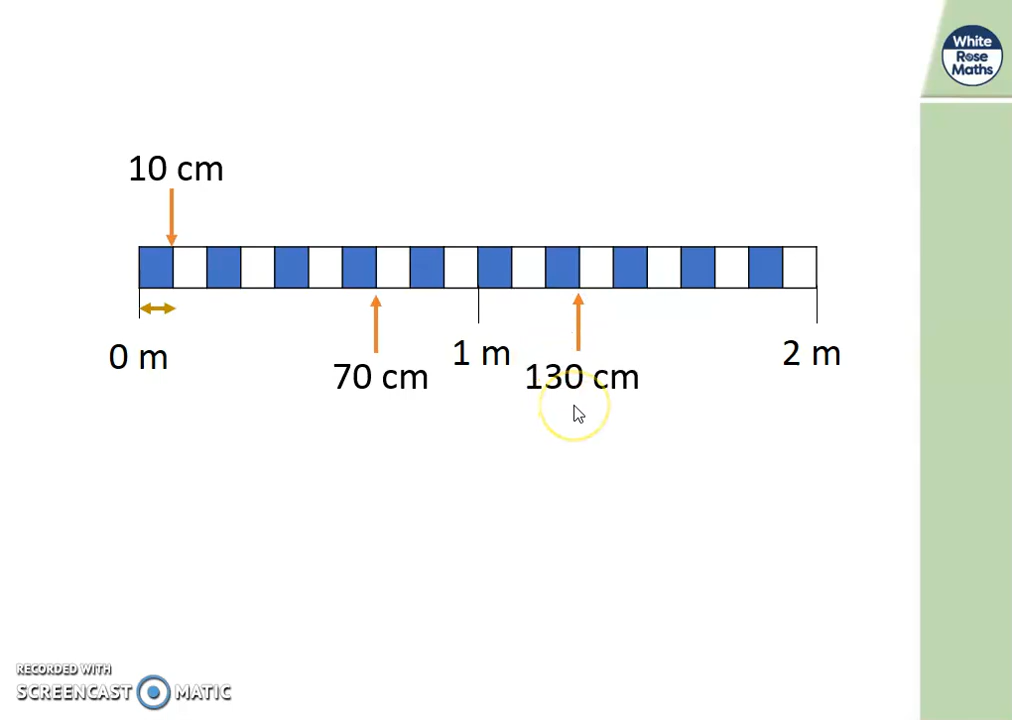 White
Rose
Maths
10 cm
0 m
70 cm
1 m
130 cm
2 m
RECORDED WITH
SCREENCAST MATIC